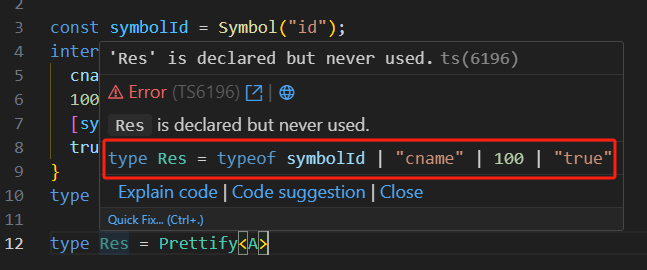 2
3 const symbolId = Symbol("id");
4 inter
'Res' is declared but never used. ts(6196)
5 cna
Error (TS6196) |
6 100
Res is declared but never used.
7 [sy
8 tru
type Res = typeof symbolId | "cname" | 100 | "true"
9 }
10 type
Explain code | Code suggestion | Close
11
Quick Fix... (Ctrl+.)
12 type Res = Prettify<A>